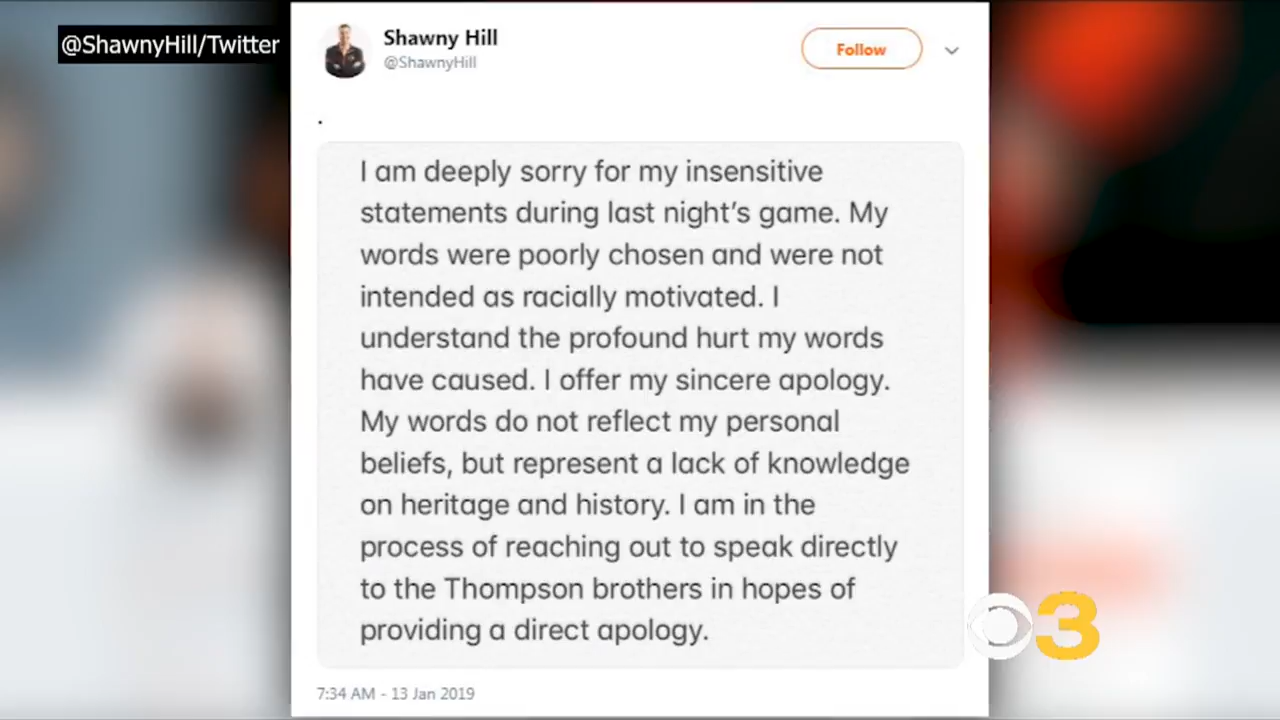 @ShawnyHill/Twitter
Shawny Hill
@ShawnyHill
Follow
.
I am deeply sorry for my insensitive
statements during last night’s game. My
words were poorly chosen and were not
intended as racially motivated. I
understand the profound hurt my words
have caused. I offer my sincere apology.
My words do not reflect my personal
beliefs, but represent a lack of knowledge
on heritage and history. I am in the
process of reaching out to speak directly
to the Thompson brothers in hopes of
providing a direct apology.
3
7:34 AM - 13 Jan 2019